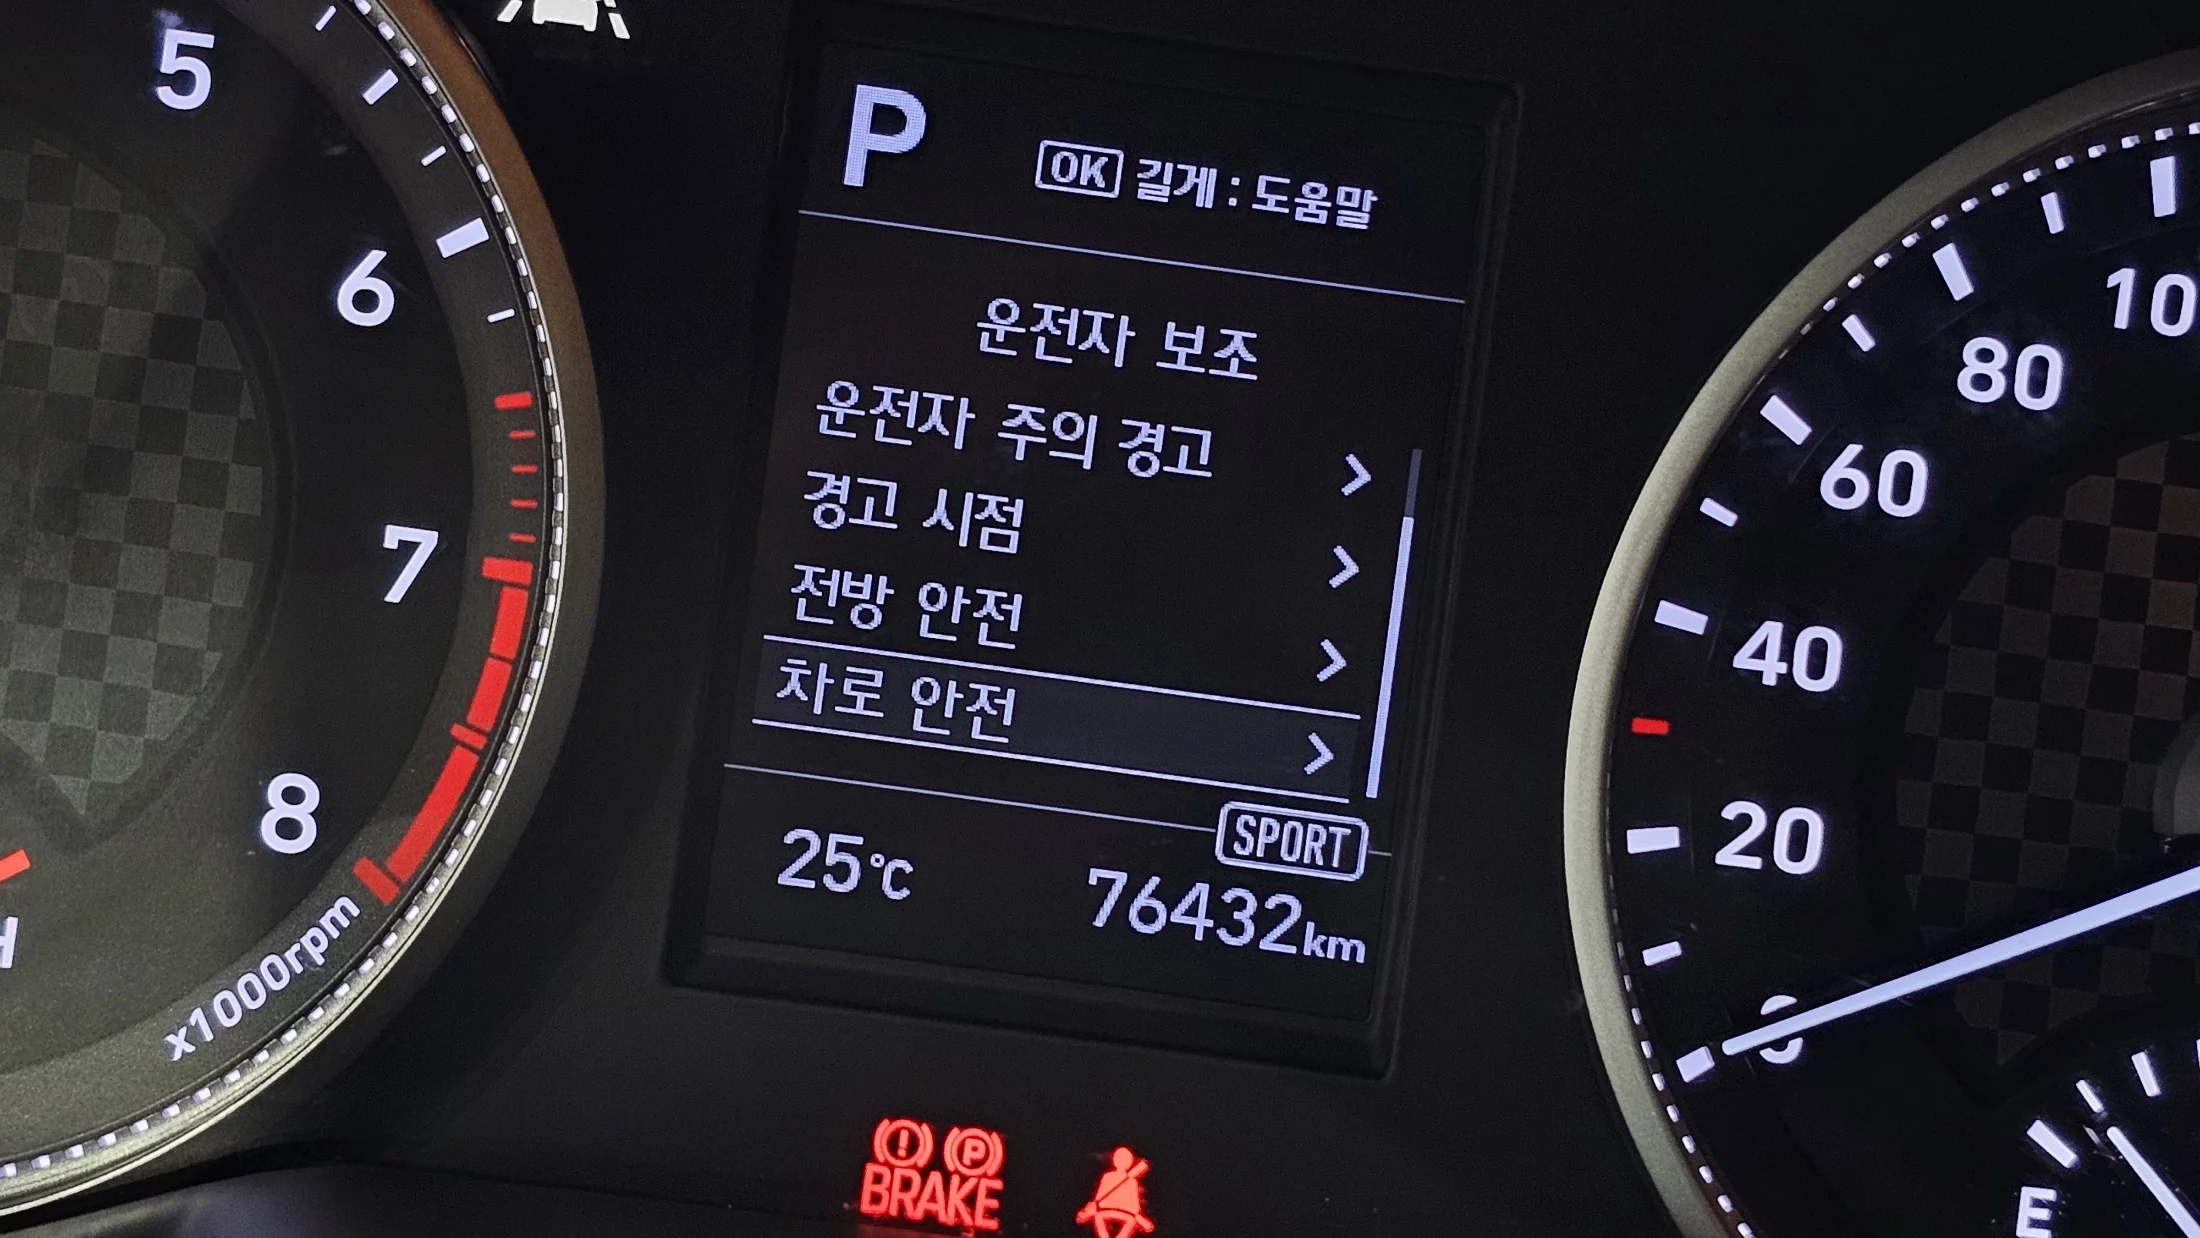 P
OK 길게 : 도움말
운전자 보조
운전자 주의 경고
경고 시점
전방 안전
차로 안전
SPORT
25℃
76432km
5
6
7
8
x1000rpm
H
10
80
60
40
20
0
E
P
BRAKE